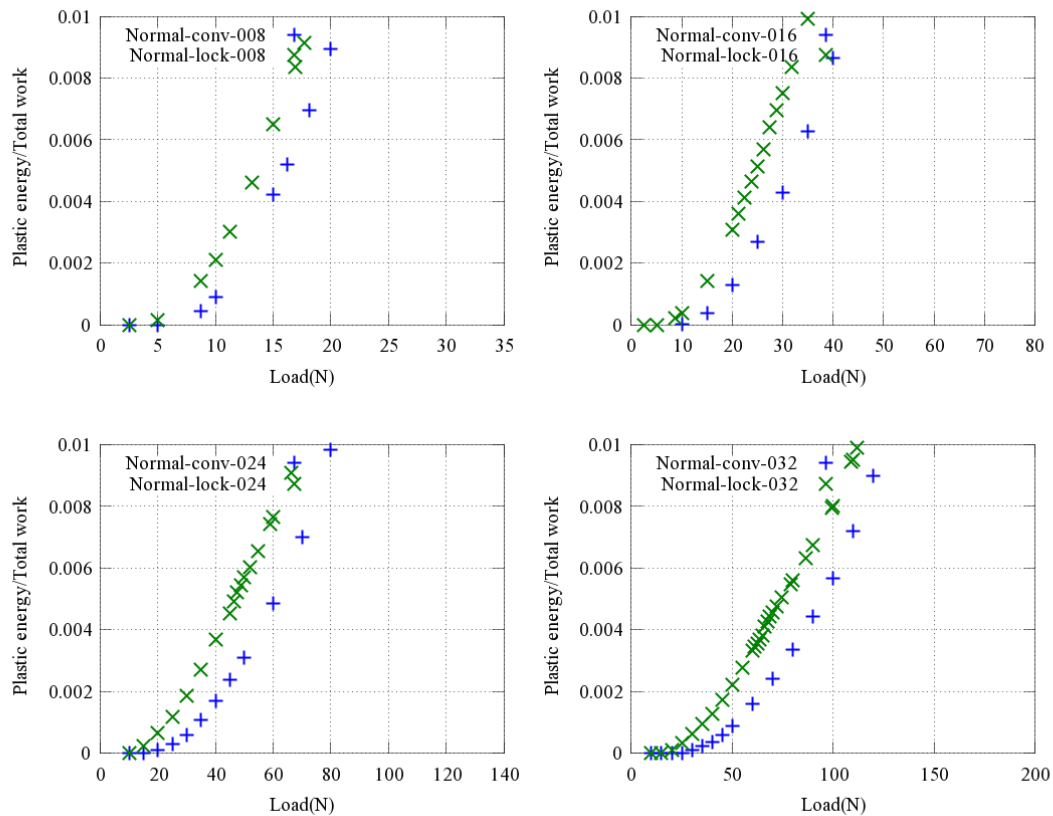 0.01
0.008
0.006
0.004
0.002
0
Plastic energy/Total work
Normal-conv-008
Normal-lock-008
0 5 10 15 20 25 30 35
Load(N)
0.01
0.008
0.006
0.004
0.002
0
Plastic energy/Total work
Normal-conv-016
Normal-lock-016
0 10 20 30 40 50 60 70 80
Load(N)
0.01
0.008
0.006
0.004
0.002
0
Plastic energy/Total work
Normal-conv-024
Normal-lock-024
0 20 40 60 80 100 120 140
Load(N)
0.01
0.008
0.006
0.004
0.002
0
Plastic energy/Total work
Normal-conv-032
Normal-lock-032
0 50 100 150 200
Load(N)